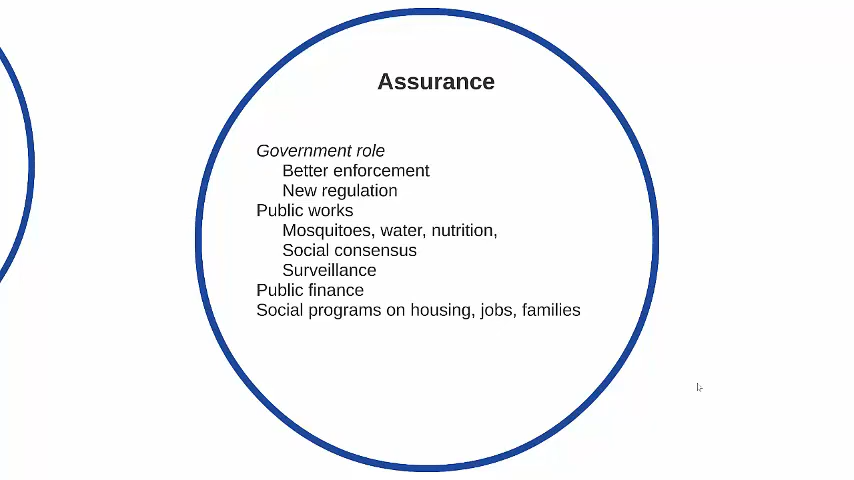 Assurance
Government role
Better enforcement
New regulation
Public works
Mosquitoes, water, nutrition,
Social consensus
Surveillance
Public finance
Social programs on housing, jobs, families